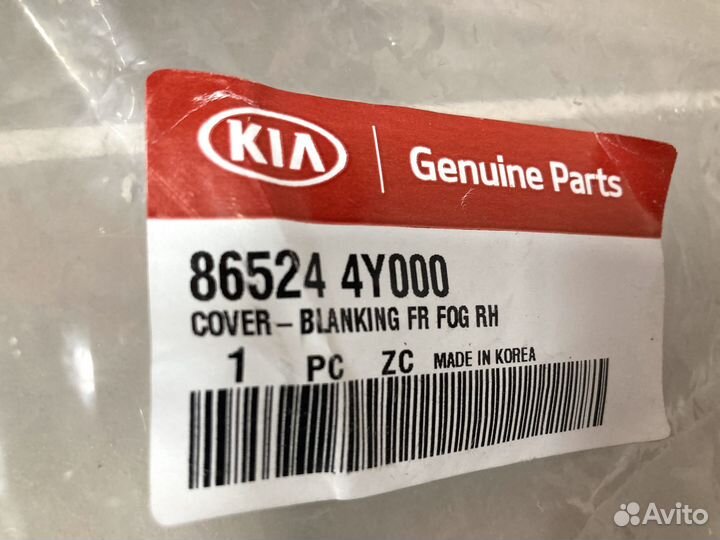 KIA Genuine Parts
86524 4Y000
COVER-BLANKING FR FOG RH
1 PC ZC MADE IN KOREA
Avito